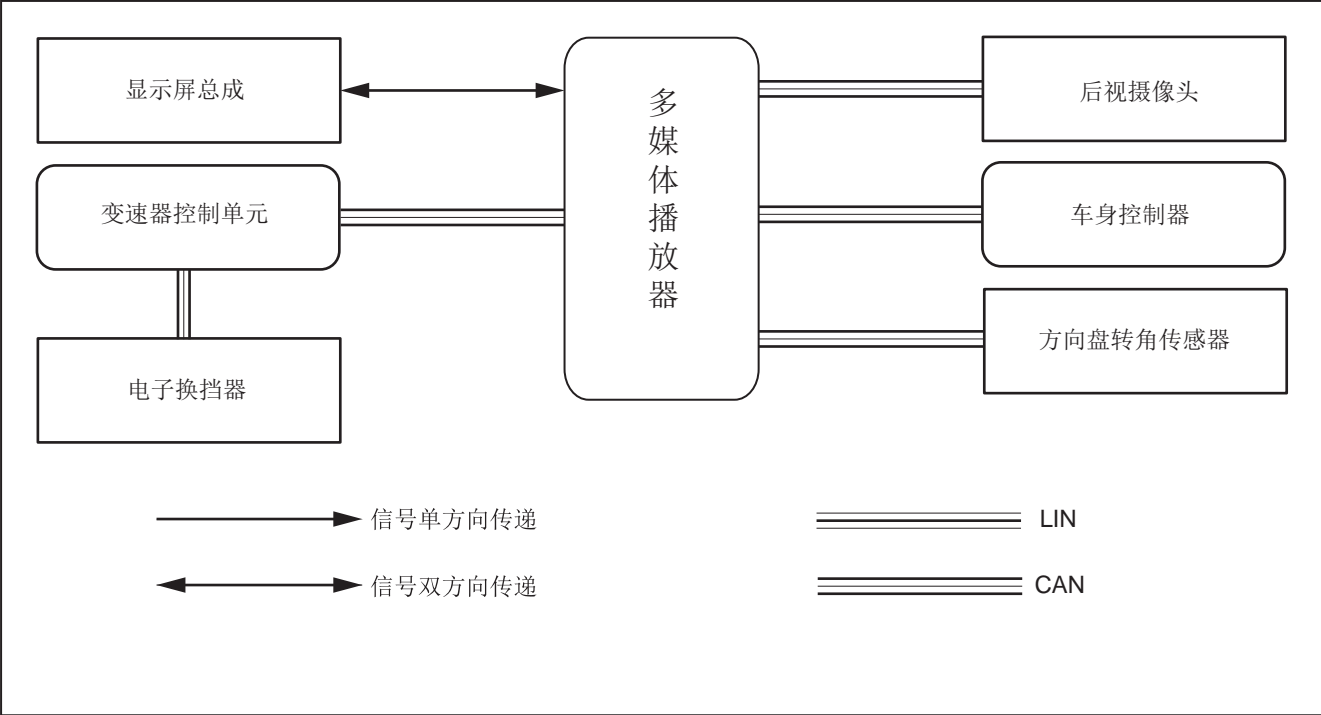 显示屏总成
变速器控制单元
电子换挡器
多媒体播放器
后视摄像头
车身控制器
方向盘转角传感器
信号单方向传递
信号双方向传递
LIN
CAN